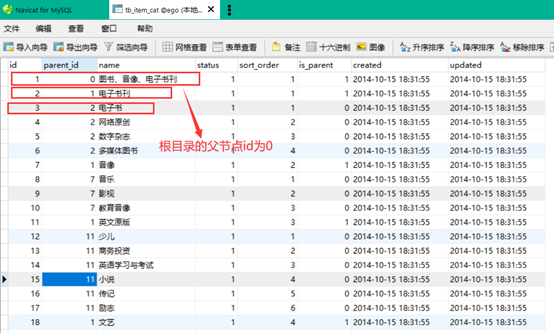 Navicat for MySQL tb_item_cat @ego (本地...
文件 编辑 查看 窗口 帮助
导入向导 导出向导 筛选向导 网格查看 表单查看 备注 十六进制 图像 升序排序 降序排序 移除排序
id parent_id name status sort_order is_parent created updated
1 0 图书、音像、电子书刊 1 1 1 2014-10-15 18:31:55 2014-10-15 18:31:55
2 1 电子书刊 1 1 1 2014-10-15 18:31:55 2014-10-15 18:31:55
3 2 电子书 1 1 0 2014-10-15 18:31:55 2014-10-15 18:31:55
4 2 网络原创 1 2 0 2014-10-15 18:31:55 2014-10-15 18:31:55
5 2 数字杂志 1 3 0 2014-10-15 18:31:55 2014-10-15 18:31:55
6 2 多媒体图书 1 4 0 2014-10-15 18:31:55 2014-10-15 18:31:55
根目录的父节点id为0
7 1 音像 1 2 1 2014-10-15 18:31:55 2014-10-15 18:31:55
8 7 音乐 1 1 0 2014-10-15 18:31:55 2014-10-15 18:31:55
9 7 影视 1 2 0 2014-10-15 18:31:55 2014-10-15 18:31:55
10 7 教育音像 1 3 0 2014-10-15 18:31:55 2014-10-15 18:31:55
11 1 英文原版 1 3 1 2014-10-15 18:31:55 2014-10-15 18:31:55
12 11 少儿 1 1 0 2014-10-15 18:31:55 2014-10-15 18:31:55
13 11 商务投资 1 2 0 2014-10-15 18:31:55 2014-10-15 18:31:55
14 11 英语学习与考试 1 3 0 2014-10-15 18:31:55 2014-10-15 18:31:55
15 11 小说 1 4 0 2014-10-15 18:31:55 2014-10-15 18:31:55
16 11 传记 1 5 0 2014-10-15 18:31:55 2014-10-15 18:31:55
17 11 励志 1 6 0 2014-10-15 18:31:55 2014-10-15 18:31:55
18 1 文艺 1 4 1 2014-10-15 18:31:55 2014-10-15 18:31:55